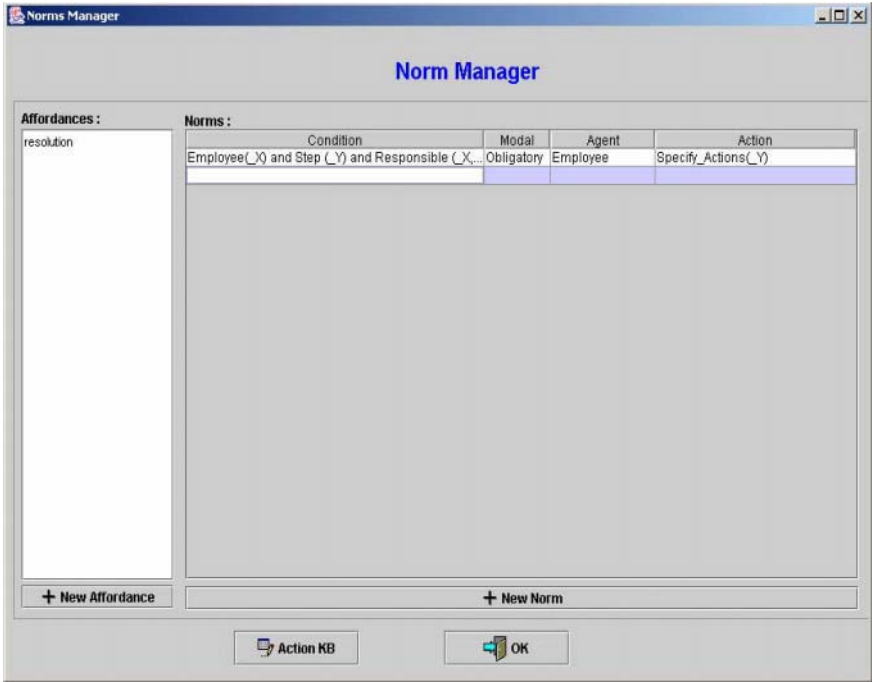 Norms Manager
Norm Manager
Affordances :
resolution
Norms :
Condition Modal Agent Action
Employee(_X) and Step (_Y) and Responsible (_X,... Obligatory Employee Specify_Actions(_Y)
+ New Affordance
+ New Norm
Action KB
OK